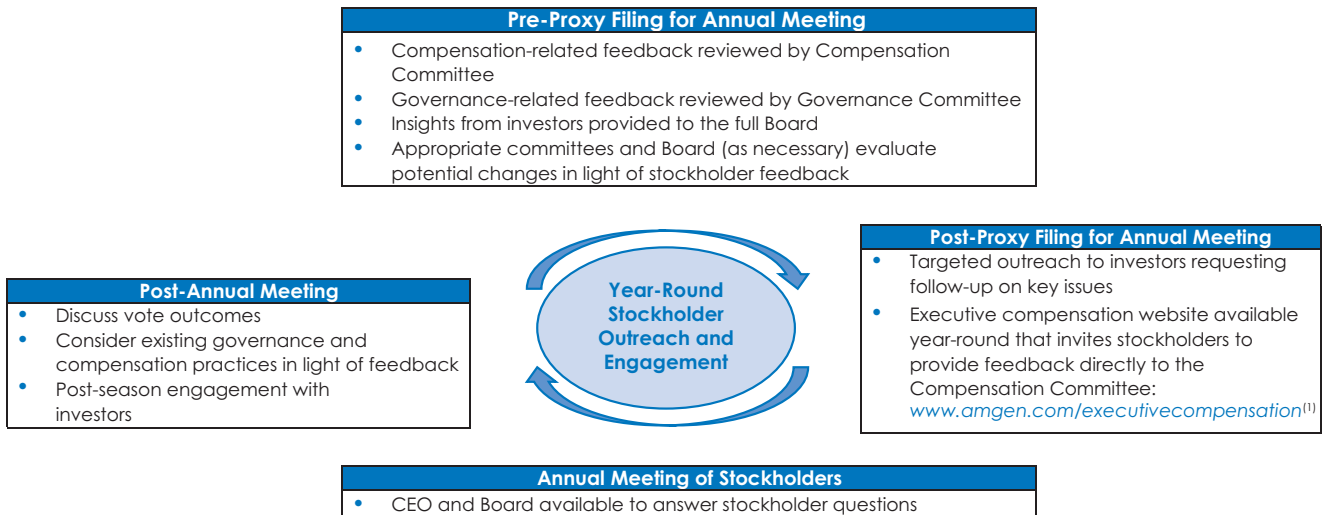 Pre-Proxy Filing for Annual Meeting
• Compensation-related feedback reviewed by Compensation
Committee
• Governance-related feedback reviewed by Governance Committee
• Insights from investors provided to the full Board
• Appropriate committees and Board (as necessary) evaluate
potential changes in light of stockholder feedback
Post-Annual Meeting
• Discuss vote outcomes
• Consider existing governance and
compensation practices in light of feedback
• Post-season engagement with
investors
Year-Round
Stockholder
Outreach and
Engagement
Post-Proxy Filing for Annual Meeting
• Targeted outreach to investors requesting
follow-up on key issues
• Executive compensation website available
year-round that invites stockholders to
provide feedback directly to the
Compensation Committee:
www.amgen.com/executivecompensation(1)
Annual Meeting of Stockholders
• CEO and Board available to answer stockholder questions